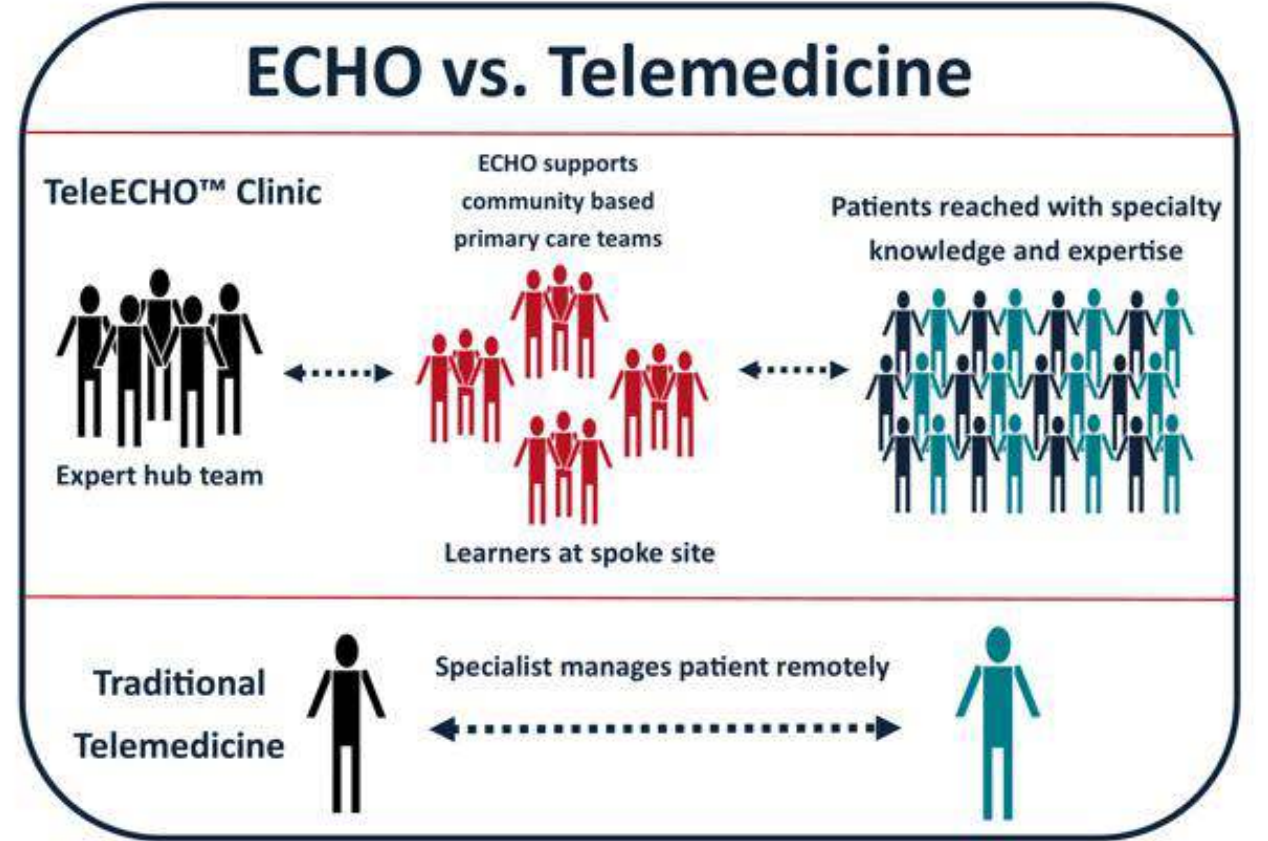 ECHO vs. Telemedicine
TeleECHO™ Clinic
Expert hub team
ECHO supports
community based
primary care teams
Learners at spoke site
Patients reached with specialty
knowledge and expertise
Traditional
Telemedicine
Specialist manages patient remotely